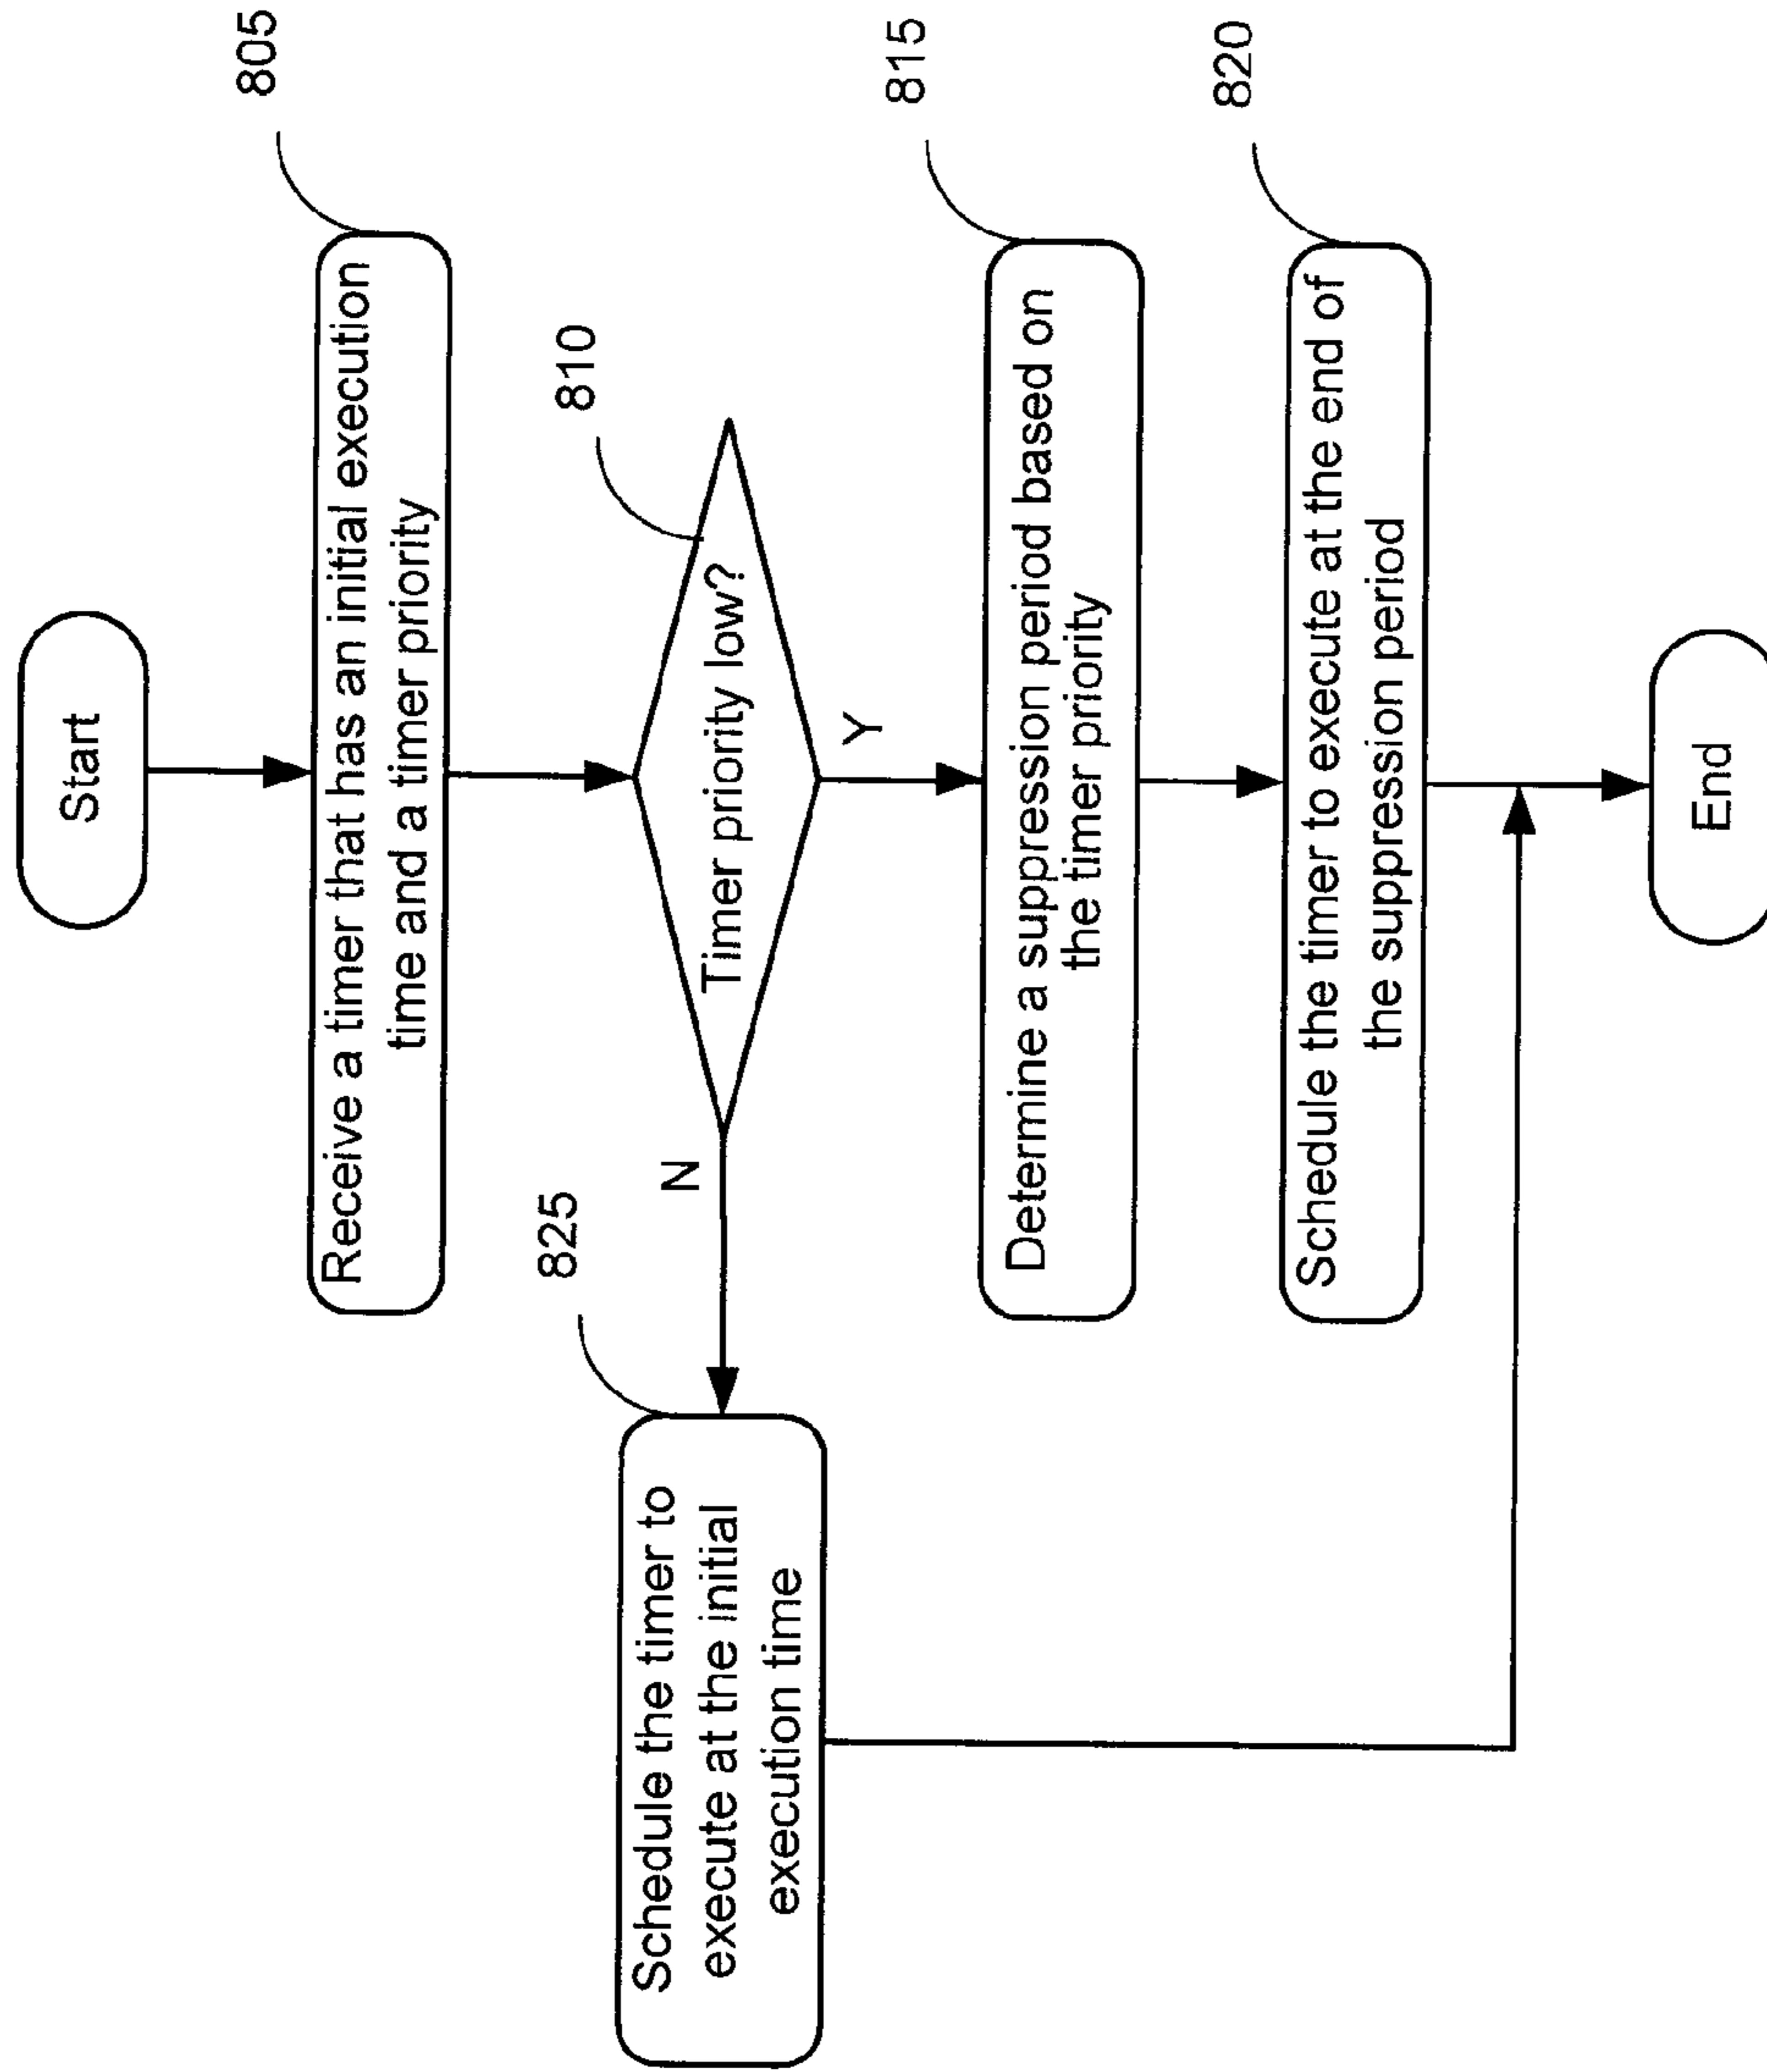 Start
805
Receive a timer that has an initial execution
time and a timer priority
810
Timer priority low?
N
Y
825
Schedule the timer to
execute at the initial
execution time
815
Determine a suppression period based on
the timer priority
820
Schedule the timer to execute at the end of
the suppression period
End